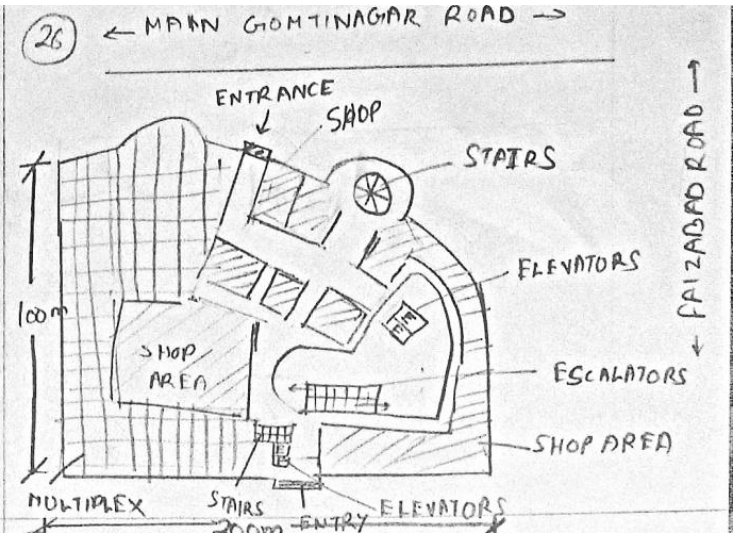 26
← MAIN GOMTINAGAR ROAD →
ENTRANCE
SHOP
STAIRS
← FAIZABAD ROAD →
ELEVATORS
100m
SHOP
AREA
ESCALATORS
SHOP AREA
MULTIPLEX
STAIRS
ELEVATORS
200m
ENTRY